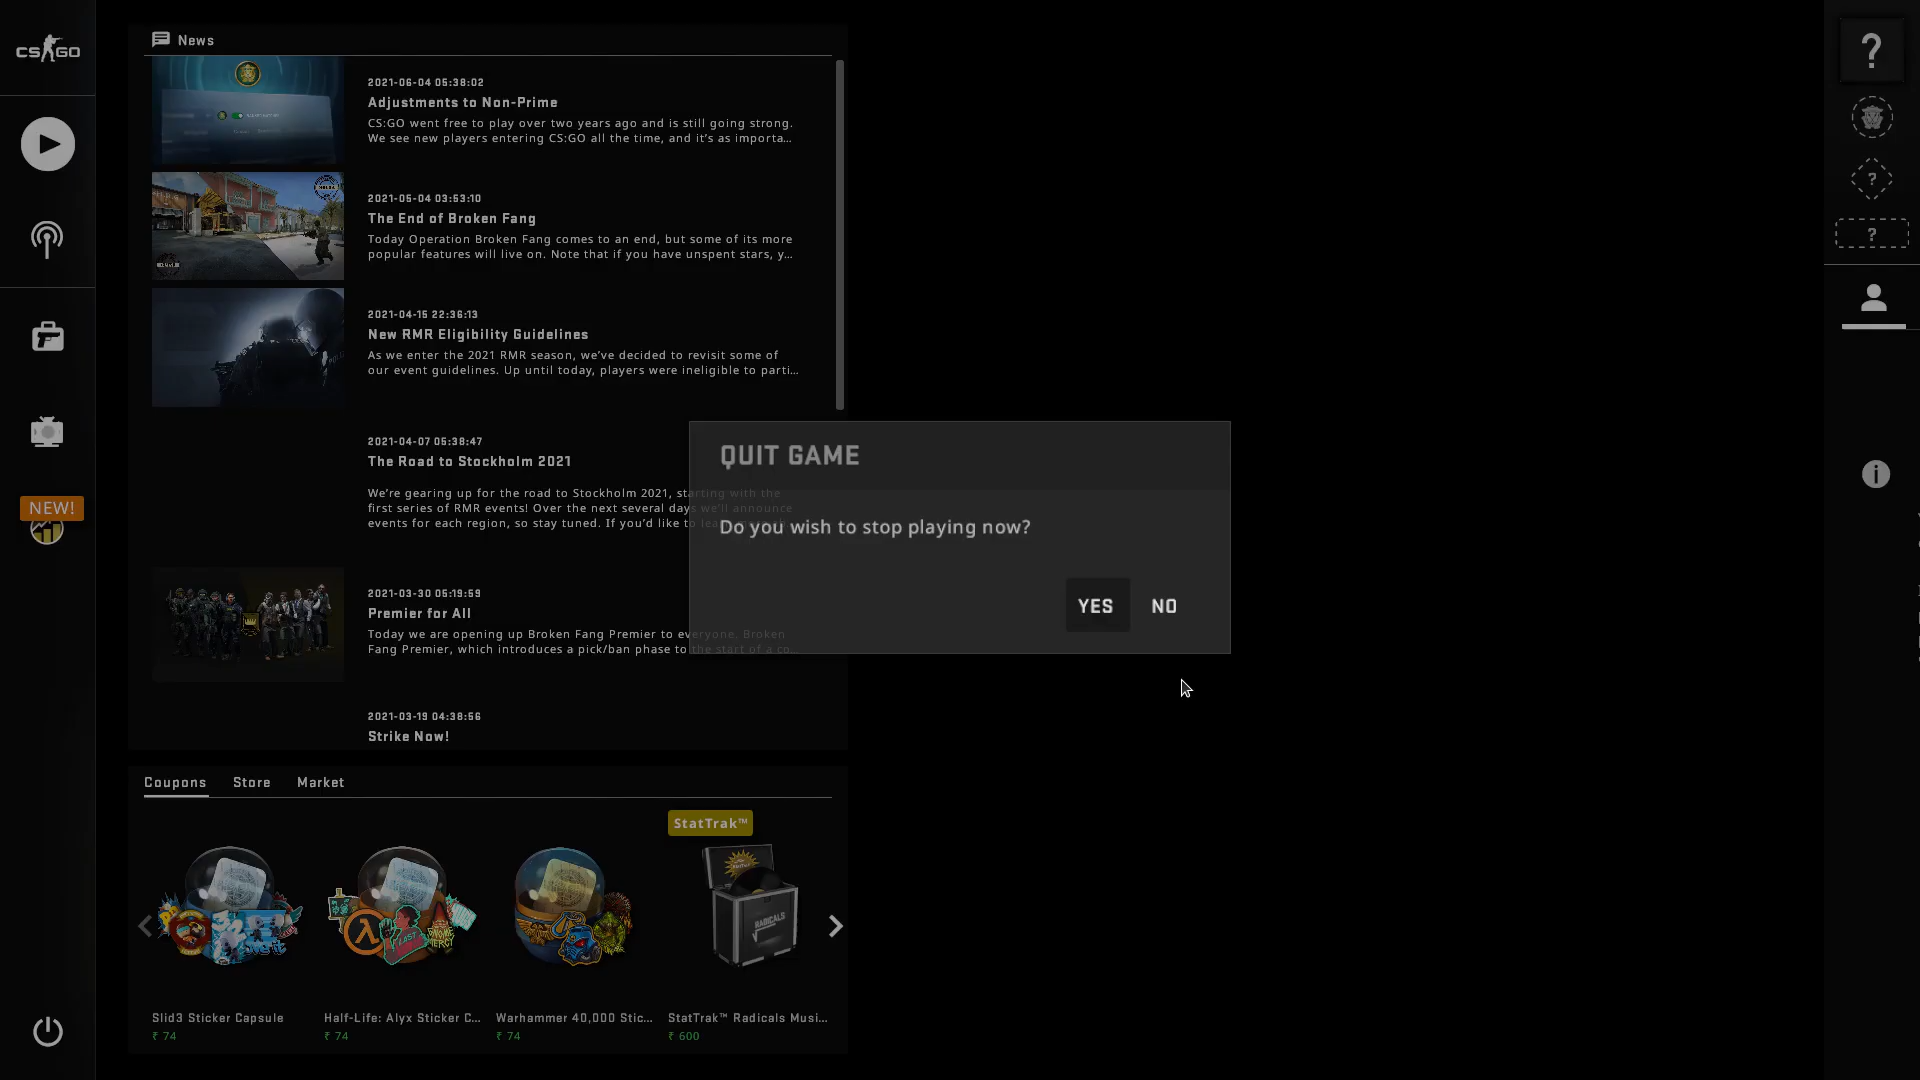 CS GO
News
2021-06-04 05:38:02
Adjustments to Non-Prime
CS:GO went free to play over two years ago and is still going strong.
We see new players entering CS:GO all the time, and it's as importa...
2021-05-04 03:53:10
The End of Broken Fang
Today Operation Broken Fang comes to an end, but some of its more
popular features will live on. Note that if you have unspent stars, y...
2021-04-15 22:36:13
New RMR Eligibility Guidelines
As we enter the 2021 RMR season, we've decided to revisit some of
our event guidelines. Up until today, players were ineligible to parti...
2021-04-07 05:38:47
The Road to Stockholm 2021
We're gearing up for the road to Stockholm 2021, starting with the
first series of RMR events! Over the next several days we'll announce
events for each region, so stay tuned. If you'd like to
2021-03-30 05:19:59
Premier for All
Today we are opening up Broken Fang Premier to everyone. Broken
Fang Premier, which introduces a pick/ban phase to the start of a co...
2021-03-19 04:38:56
Strike Now!
QUIT GAME
Do you wish to stop playing now?
YES NO
NEW!
Coupons Store Market
StatTrak™
RADICALS
Slid3 Sticker Capsule
₹ 74
Half-Life: Alyx Sticker C...
₹ 74
Warhammer 40,000 Stic...
₹ 74
StatTrak™ Radicals Musi...
₹ 600
?
?
?